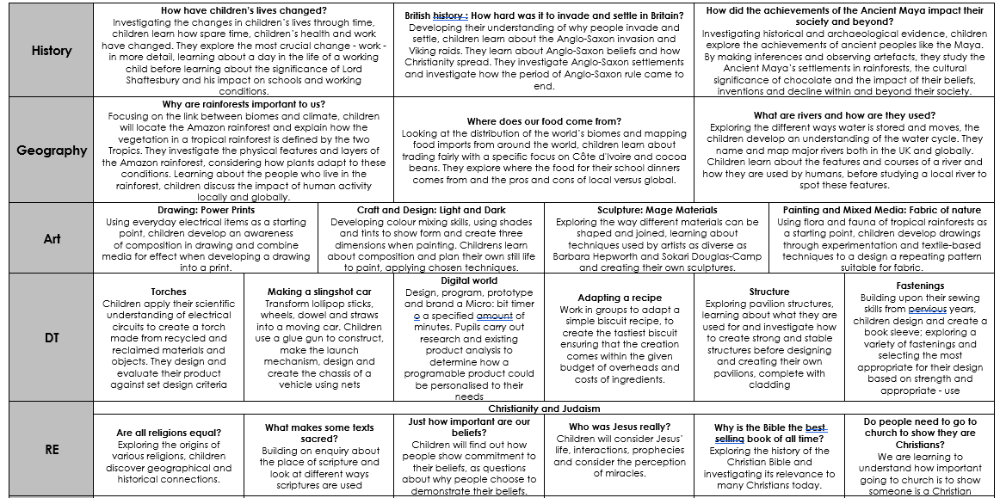 History
How have children's lives changed?
Investigating the changes in children's lives through time,
children learn how spare time, children's health and work
have changed. They explore the most crucial change - work -
in more detail, learning about a day in the life of a working
child before learning about the significance of Lord
Shaftesbury and his impact on schools and working
conditions.
British history : How hard was it to invade and settle in Britain?
Developing their understanding of why people invade and
settle, children learn about the Anglo-Saxon invasion and
Viking raids. They learn about Anglo-Saxon beliefs and how
Christianity spread. They investigate Anglo-Saxon settlements
and investigate how the period of Anglo-Saxon rule came to
end.
How did the achievements of the Ancient Maya impact their
society and beyond?
Investigating historical and archaeological evidence, children
explore the achievements of ancient peoples like the Maya.
By making inferences and observing artefacts, they study the
Ancient Maya's settlements in rainforests, the cultural
significance of chocolate and the impact of their beliefs,
inventions and decline within and beyond their society.
Geography
Why are rainforests important to us?
Focusing on the link between biomes and climate, children
will locate the Amazon rainforest and explain how the
vegetation in a tropical rainforest is defined by the two
Tropics. They investigate the physical features and layers of
the Amazon rainforest, considering how plants adapt to these
conditions. Learning about the people who live in the
rainforest, children discuss the impact of human activity
locally and globally.
Where does our food come from?
Looking at the distribution of the world's biomes and mapping
food imports from around the world, children learn about
trading fairly with a specific focus on Côte d'Ivoire and cocoa
beans. They explore where the food for their school dinners
comes from and the pros and cons of local versus global.
What are rivers and how are they used?
Exploring the different ways water is stored and moves, the
children develop an understanding of the water cycle. They
name and map major rivers both in the UK and globally.
Children learn about the features and courses of a river and
how they are used by humans, before studying a local river to
spot these features.
Art
Drawing: Power Prints
Using everyday electrical items as a starting
point, children develop an awareness
of composition in drawing and combine
media for effect when developing a drawing
into a print.
Craft and Design: Light and Dark
Developing colour mixing skills, using shades
and tints to show form and create three
dimensions when painting. Childrens learn
about composition and plan their own still life
to paint, applying chosen techniques.
Sculpture: Mage Materials
Exploring the way different materials can be
shaped and joined, learning about
techniques used by artists as diverse as
Barbara Hepworth and Sokari Douglas-Camp
and creating their own sculptures.
Painting and Mixed Media: Fabric of nature
Using flora and fauna of tropical rainforests as
a starting point, children develop drawings
through experimentation and textile-based
techniques to a design a repeating pattern
suitable for fabric.
DT
Torches
Children apply their scientific
understanding of electrical
circuits to create a torch
made from recycled and
reclaimed materials and
objects. They design and
evaluate their product
against set design criteria
Making a slingshot car
Transform lollipop sticks,
wheels, dowel and straws
into a moving car. Children
use a glue gun to construct,
make the launch
mechanism, design and
create the chassis of a
vehicle using nets
Digital world
Design, program, prototype
and brand a Micro: bit timer
o a specified amount of
minutes. Pupils carry out
research and existing
product analysis to
determine how a
programable product could
be personalised to their
needs
Adapting a recipe
Work in groups to adapt a
simple biscuit recipe, to
create the tastiest biscuit
ensuring that the creation
comes within the given
budget of overheads and
costs of ingredients.
Structure
Exploring pavilion structures,
learning about what they are
used for and investigate how
to create strong and stable
structures before designing
and creating their own
pavilions, complete with
cladding
Fastenings
Building upon their sewing
skills from pervious years,
children design and create a
book sleeve; exploring a
variety of fastenings and
selecting the most
appropriate for their design
based on strength and
appropriate - use
RE
Christianity and Judaism
Are all religions equal?
Exploring the origins of
various religions, children
discover geographical and
historical connections.
What makes some texts
sacred?
Building on enquiry about
the place of scripture and
look at different ways
scriptures are used
Just how important are our
beliefs?
Children will find out how
people show commitment to
their beliefs, as questions
about why people choose to
demonstrate their beliefs.
Who was Jesus really?
Children will consider Jesus'
life, interactions, prophecies
and consider the perception
of miracles.
Why is the Bible the best-
selling book of all time?
Exploring the history of the
Christian Bible and
investigating its relevance to
many Christians today.
Do people need to go to
church to show they are
Christians?
We are learning to
understand how important
going to church is to show
someone is a Christian